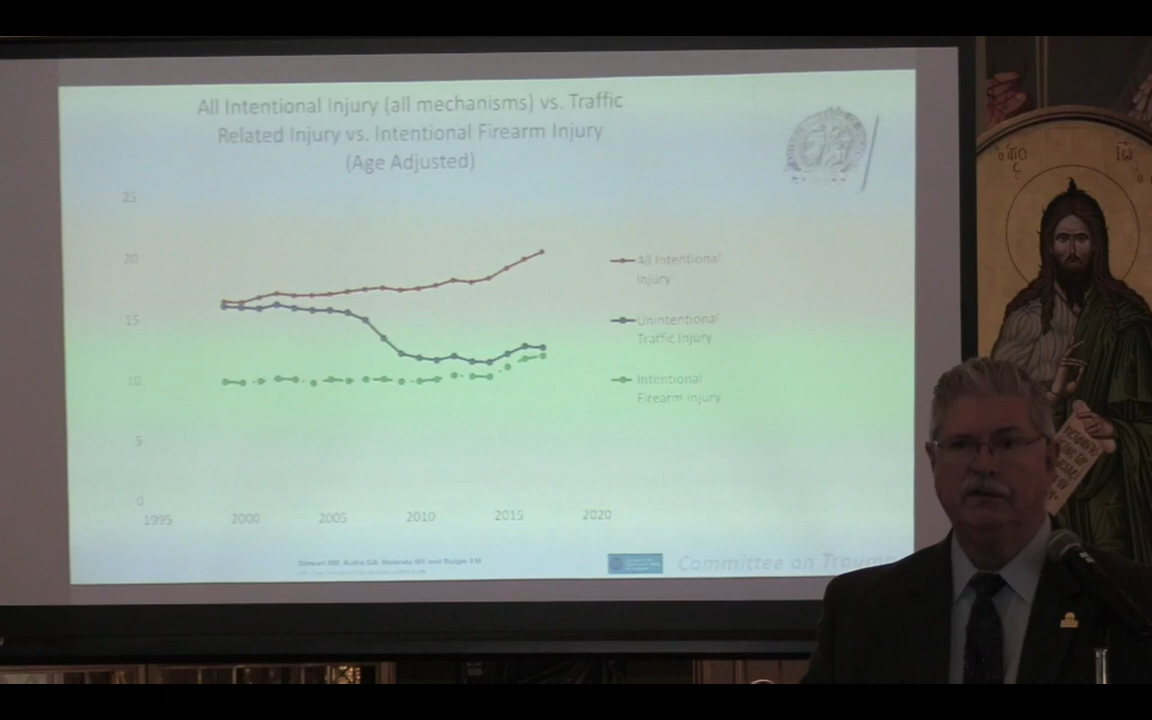 All Intentional Injury (all mechanisms) vs. Traffic
Related Injury vs. Intentional Firearm Injury
(Age Adjusted)
25
20
15
10
5
0
1995 2000 2005 2010 2015 2020
All Intentional
Injury
Unintentional
Traffic Injury
Intentional
Firearm Injury
Committee on Traum